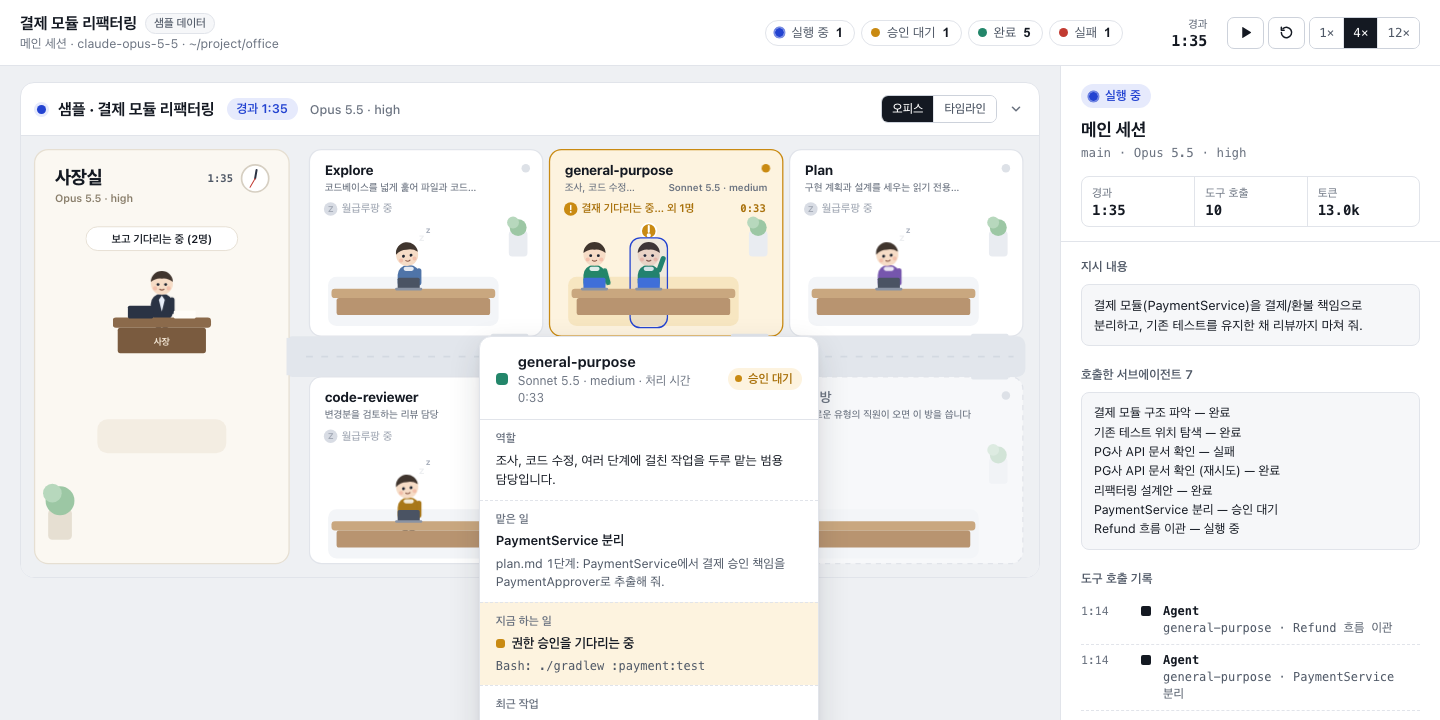 결제 모듈 리팩터링 샘플 데이터
메인 세션 · claude-opus-5-5 · ~/project/office
실행 중 1
승인 대기 1
완료 5
실패 1
경과
1:35
1×
4×
12×
샘플 · 결제 모듈 리팩터링 경과 1:35 Opus 5.5 · high
오피스 타임라인
사장실
1:35
Opus 5.5 · high
보고 기다리는 중 (2명)
사장
Explore
코드베이스를 넓게 훑어 파일과 코드…
z 월급루팡 중
z
z
general-purpose
조사, 코드 수정… Sonnet 5.5 · medium
! 결재 기다리는 중… 외 1명 0:33
!
Plan
구현 계획과 설계를 세우는 읽기 전용…
z 월급루팡 중
z
z
code-reviewer
변경분을 검토하는 리뷰 담당
z 월급루팡 중
z
z
방
로운 유형의 직원이 오면 이 방을 씁니다
general-purpose
Sonnet 5.5 · medium · 처리 시간
0:33
승인 대기
역할
조사, 코드 수정, 여러 단계에 걸친 작업을 두루 맡는 범용
담당입니다.
맡은 일
PaymentService 분리
plan.md 1단계: PaymentService에서 결제 승인 책임을
PaymentApprover로 추출해 줘.
지금 하는 일
권한 승인을 기다리는 중
Bash: ./gradlew :payment:test
최근 작업
실행 중
메인 세션
main · Opus 5.5 · high
경과
1:35
도구 호출
10
토큰
13.0k
지시 내용
결제 모듈(PaymentService)을 결제/환불 책임으로
분리하고, 기존 테스트를 유지한 채 리뷰까지 마쳐 줘.
호출한 서브에이전트 7
결제 모듈 구조 파악 — 완료
기존 테스트 위치 탐색 — 완료
PG사 API 문서 확인 — 실패
PG사 API 문서 확인 (재시도) — 완료
리팩터링 설계안 — 완료
PaymentService 분리 — 승인 대기
Refund 흐름 이관 — 실행 중
도구 호출 기록
1:14 Agent
general-purpose · Refund 흐름 이관
1:14 Agent
general-purpose · PaymentService
분리